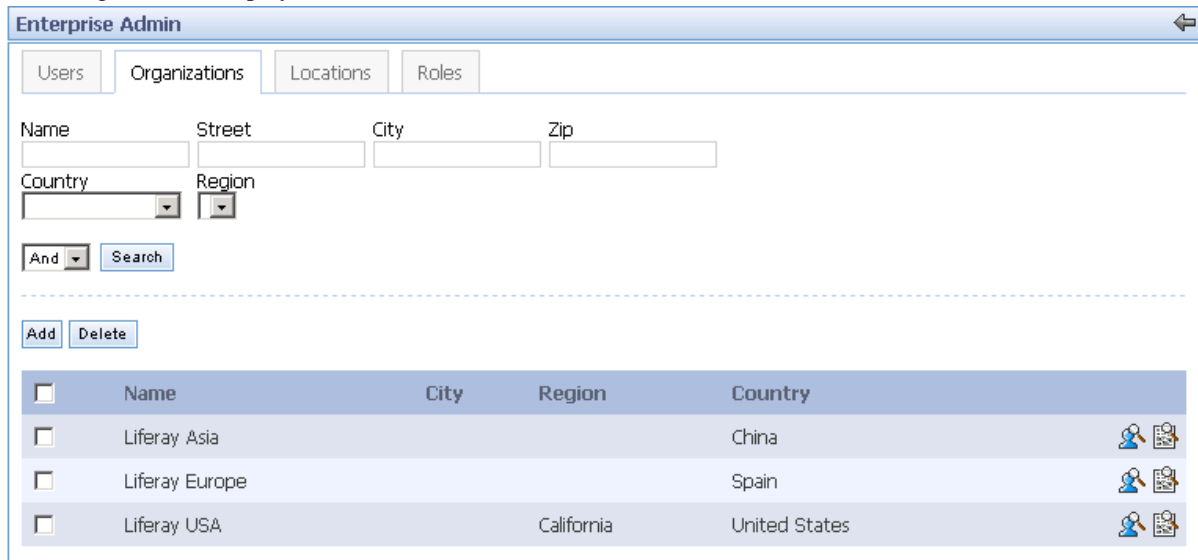 Enterprise Admin
Users Organizations Locations Roles
Name Street City Zip
Country Region
And Search
Add Delete
Name City Region Country
Liferay Asia China
Liferay Europe Spain
Liferay USA California United States